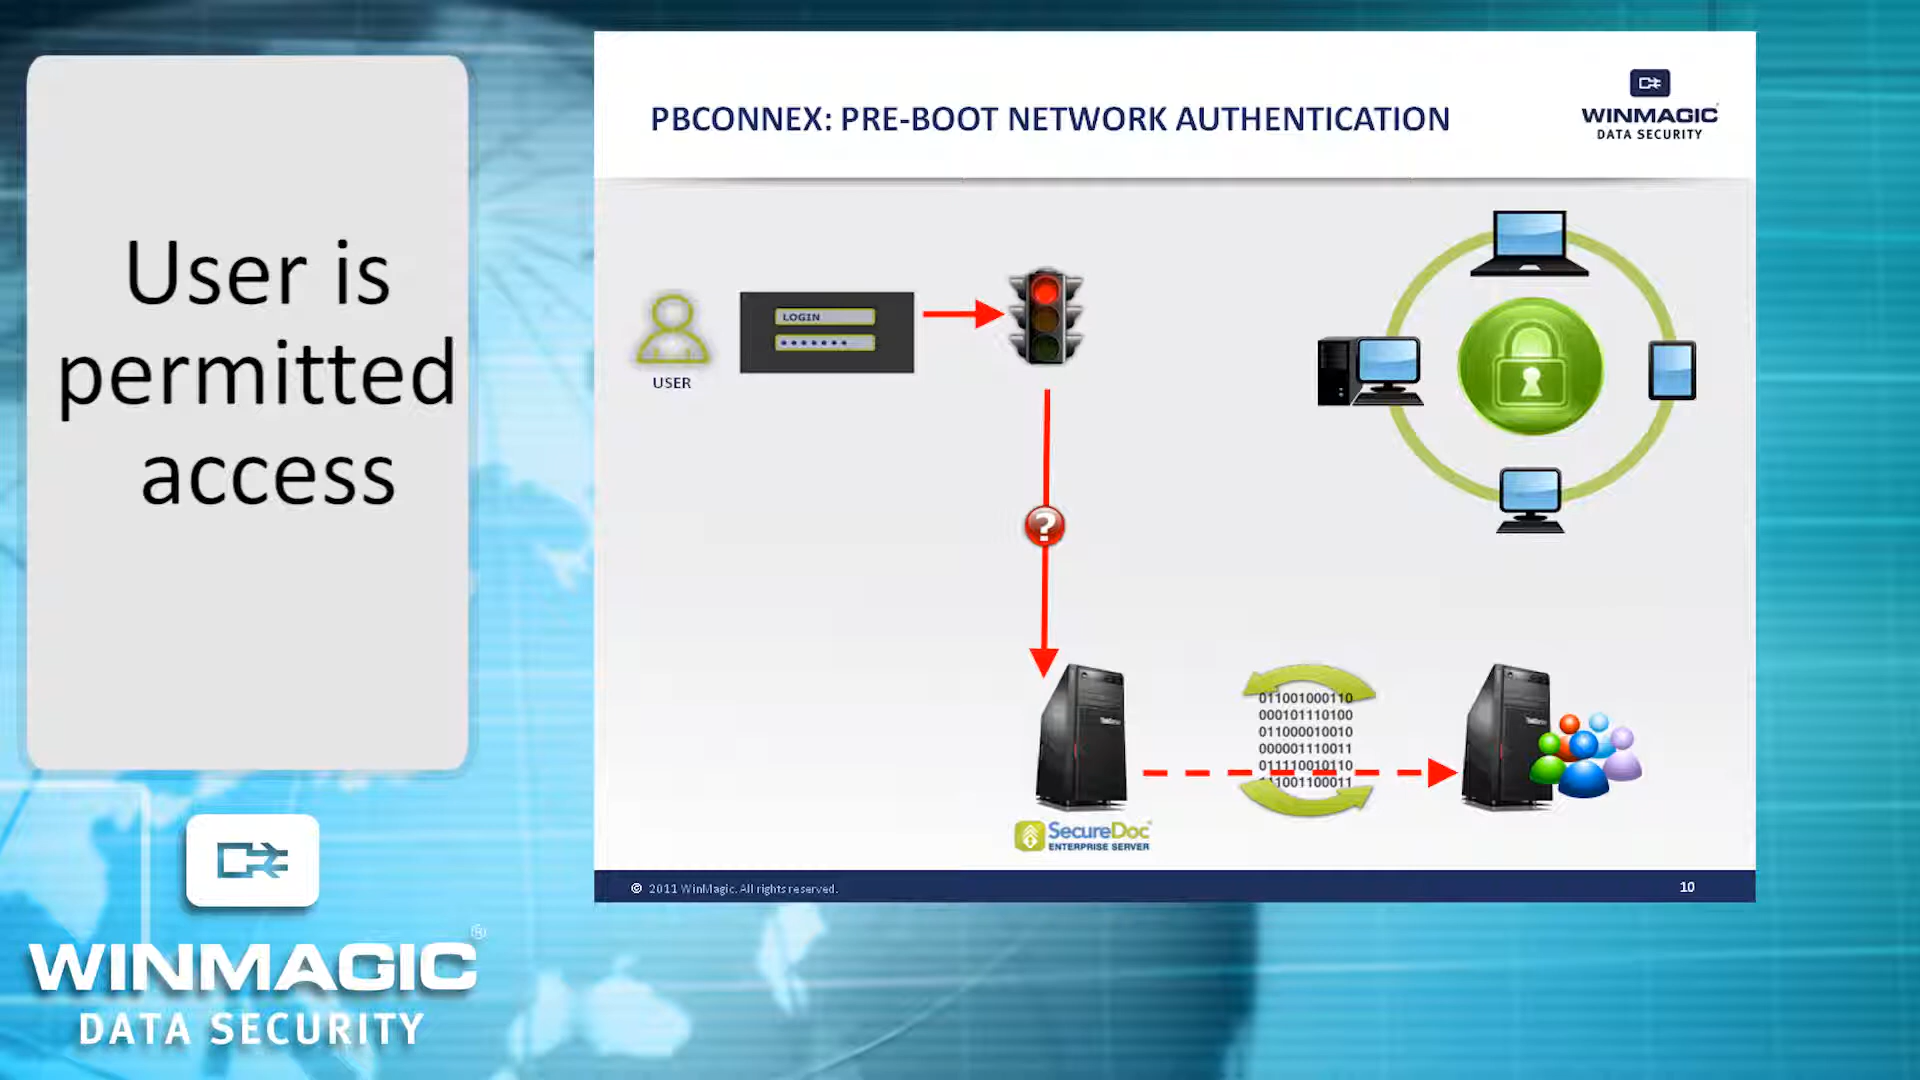 User is
permitted
access
WINMAGIC®
DATA SECURITY
PBCONNEX: PRE-BOOT NETWORK AUTHENTICATION
WINMAGIC
DATA SECURITY
LOGIN
USER
?
011001000110
000101110100
011000010010
000001110011
011110010110
111001100011
SecureDoc
ENTERPRISE SERVER
© 2011 WinMagic. All rights reserved.
10